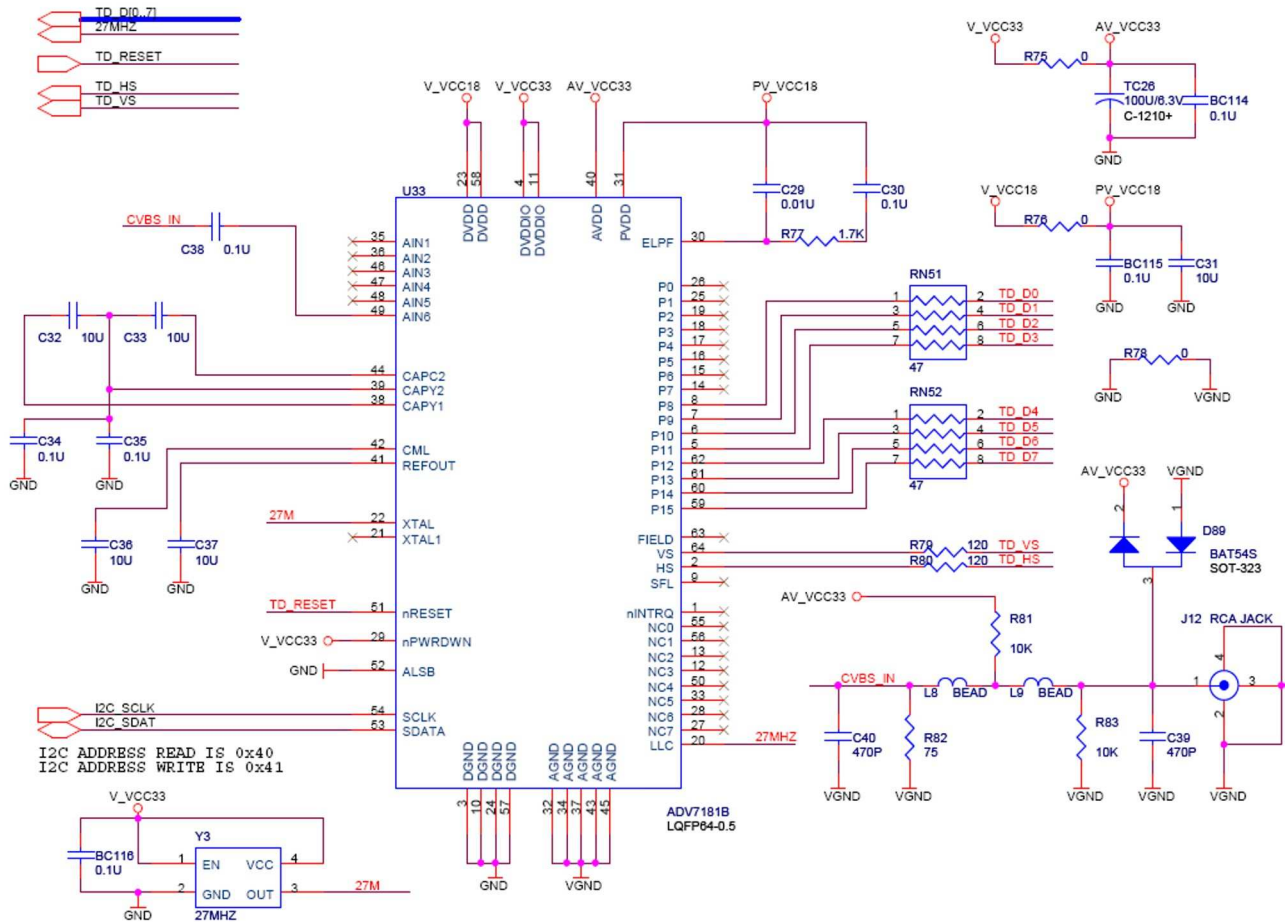 TD_D[0..7]
27MHZ
TD_RESET
TD_HS
TD_VS
V_VCC18
V_VCC33
AV_VCC33
PV_VCC18
V_VCC33
AV_VCC33
R75
0
TC26
100U/6.3V
C-1210+
BC114
0.1U
GND
V_VCC18
PV_VCC18
R76
0
BC115
0.1U
C31
10U
GND
GND
R78
0
GND
VGND
U33
23
58
4
11
40
31
DVDD
DVDD
DVDDIO
DVDDIO
AVDD
PVDD
C29
0.01U
C30
0.1U
R77
1.7K
ELPF
30
CVBS_IN
C38
0.1U
35
AIN1
36
AIN2
46
AIN3
47
AIN4
48
AIN5
49
AIN6
C32
10U
C33
10U
44
CAPC2
39
CAPY2
38
CAPY1
C34
0.1U
C35
0.1U
GND
GND
42
CML
41
REFOUT
C36
10U
C37
10U
GND
GND
27M
22
XTAL
21
XTAL1
TD_RESET
51
nRESET
V_VCC33
29
nPWRDWN
GND
52
ALSB
I2C_SCLK
54
SCLK
I2C_SDAT
53
SDATA
I2C ADDRESS READ IS 0x40
I2C ADDRESS WRITE IS 0x41
P0
26
P1
25
P2
19
P3
18
P4
17
P5
16
P6
15
P7
14
P8
8
P9
7
P10
6
P11
5
P12
62
P13
61
P14
60
P15
59
RN51
1
2
TD_D0
3
4
TD_D1
5
6
TD_D2
7
8
TD_D3
47
RN52
1
2
TD_D4
3
4
TD_D5
5
6
TD_D6
7
8
TD_D7
47
FIELD
63
VS
64
R79
120
TD_VS
HS
2
R80
120
TD_HS
SFL
9
nINTRQ
1
NC0
55
NC1
56
NC2
13
NC3
12
NC4
50
NC5
33
NC6
28
NC7
27
LLC
20
27MHZ
DGND
DGND
DGND
DGND
AGND
AGND
AGND
AGND
AGND
3
10
24
57
32
34
37
43
45
GND
VGND
ADV7181B
LQFP64-0.5
AV_VCC33
VGND
2
1
D89
BAT54S
SOT-323
3
AV_VCC33
R81
10K
CVBS_IN
L8
BEAD
L9
BEAD
C40
470P
R82
75
R83
10K
C39
470P
VGND
VGND
VGND
VGND
VGND
J12
RCA JACK
1
4
3
2
V_VCC33
BC116
0.1U
Y3
1
EN
VCC
4
2
GND
OUT
3
27M
GND
27MHZ